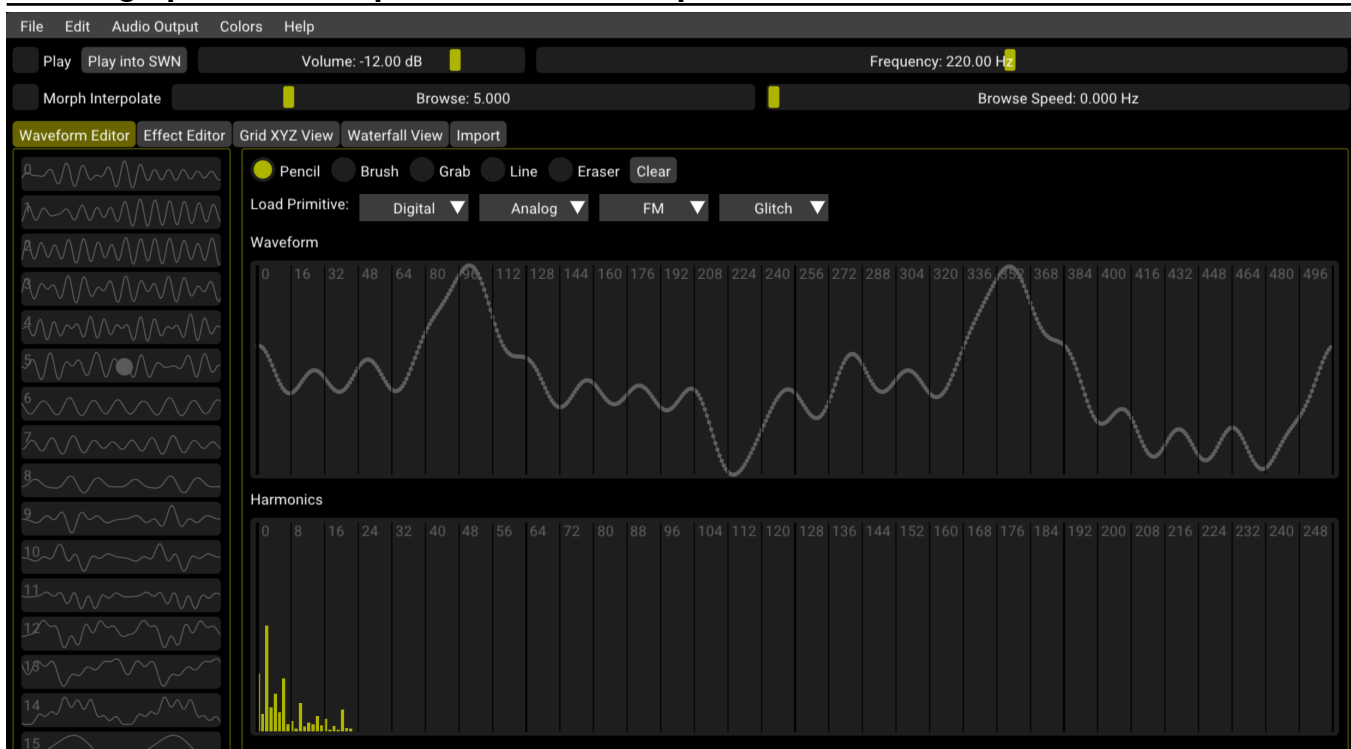 File Edit Audio Output Colors Help
Play Play into SWN Volume: -12.00 dB Frequency: 220.00 Hz
Morph Interpolate Browse: 5.000 Browse Speed: 0.000 Hz
Waveform Editor Effect Editor Grid XYZ View Waterfall View Import
Pencil Brush Grab Line Eraser Clear
Load Primitive: Digital Analog FM Glitch
Waveform
0 16 32 48 64 80 96 112 128 144 160 176 192 208 224 240 256 272 288 304 320 336 352 368 384 400 416 432 448 464 480 496
Harmonics
0 8 16 24 32 40 48 56 64 72 80 88 96 104 112 120 128 136 144 152 160 168 176 184 192 200 208 216 224 232 240 248
0
1
2
3
4
5
6
7
8
9
10
11
12
13
14
15